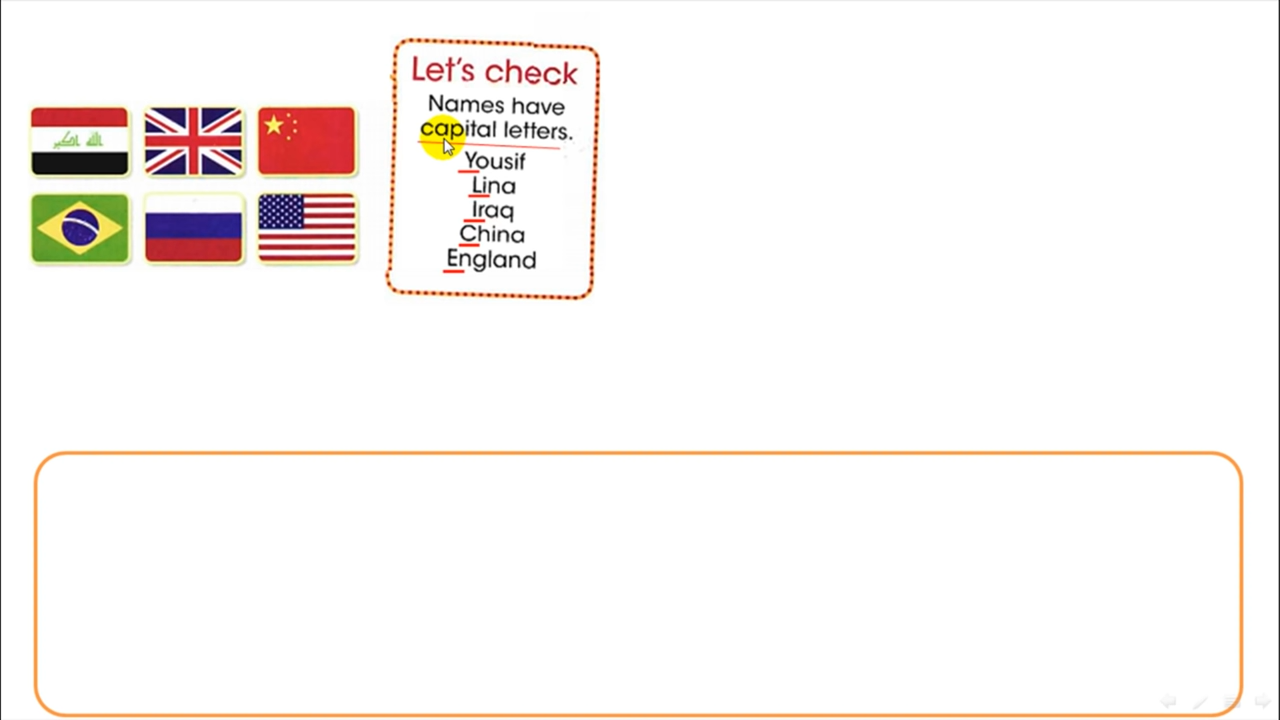 Let's check
Names have
capital letters.
Yousif
Lina
Iraq
China
England